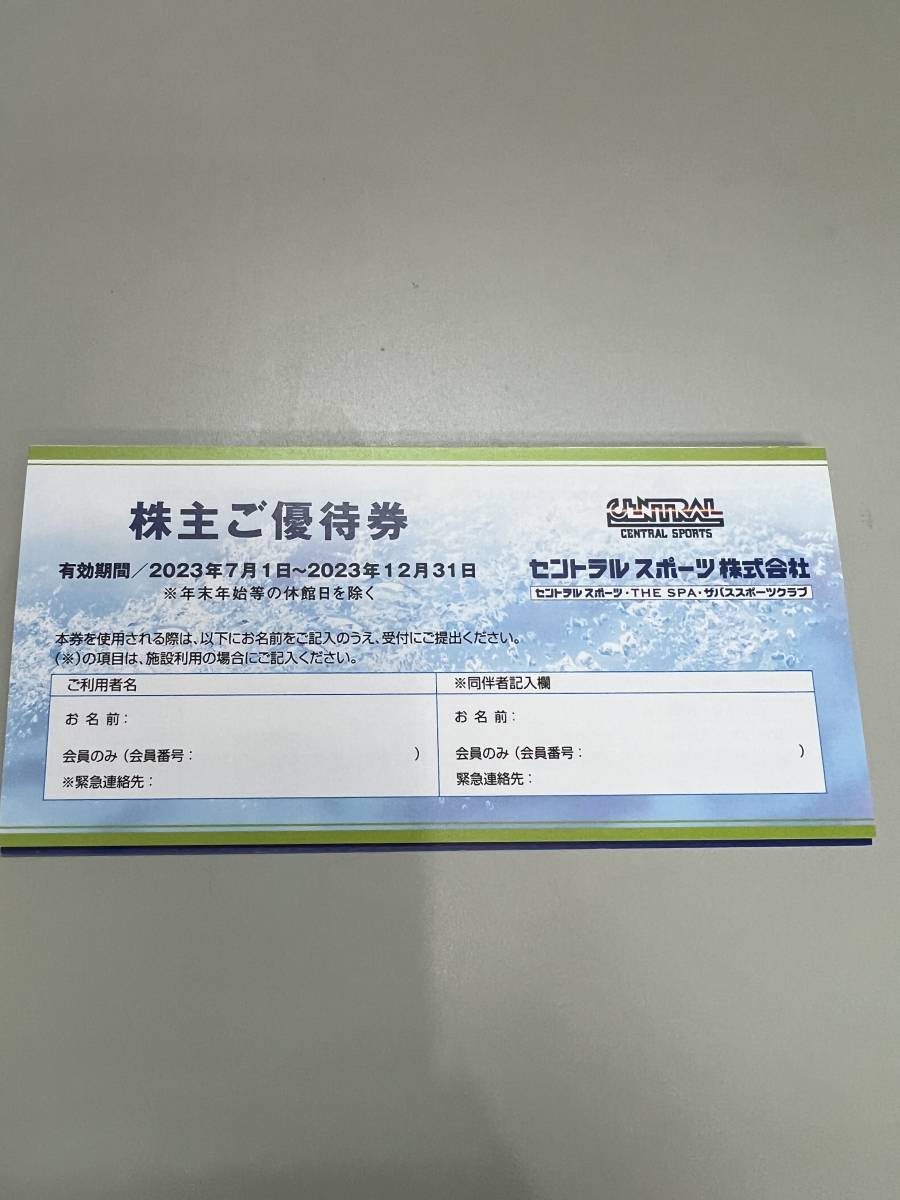 株主ご優待券
有効期間／2023年7月1日〜2023年12月31日
※年末年始等の休館日を除く
CENTRAL
CENTRAL SPORTS
セントラルスポーツ株式会社
セントラルスポーツ・THE SPA・ザバススポーツクラブ
本券を使用される際は、以下にお名前をご記入のうえ、受付にご提出ください。
(※)の項目は、施設利用の場合にご記入ください。
ご利用者名
お 名 前：
会員のみ（会員番号： ）
※緊急連絡先：
※同伴者記入欄
お 名 前：
会員のみ（会員番号： ）
緊急連絡先：